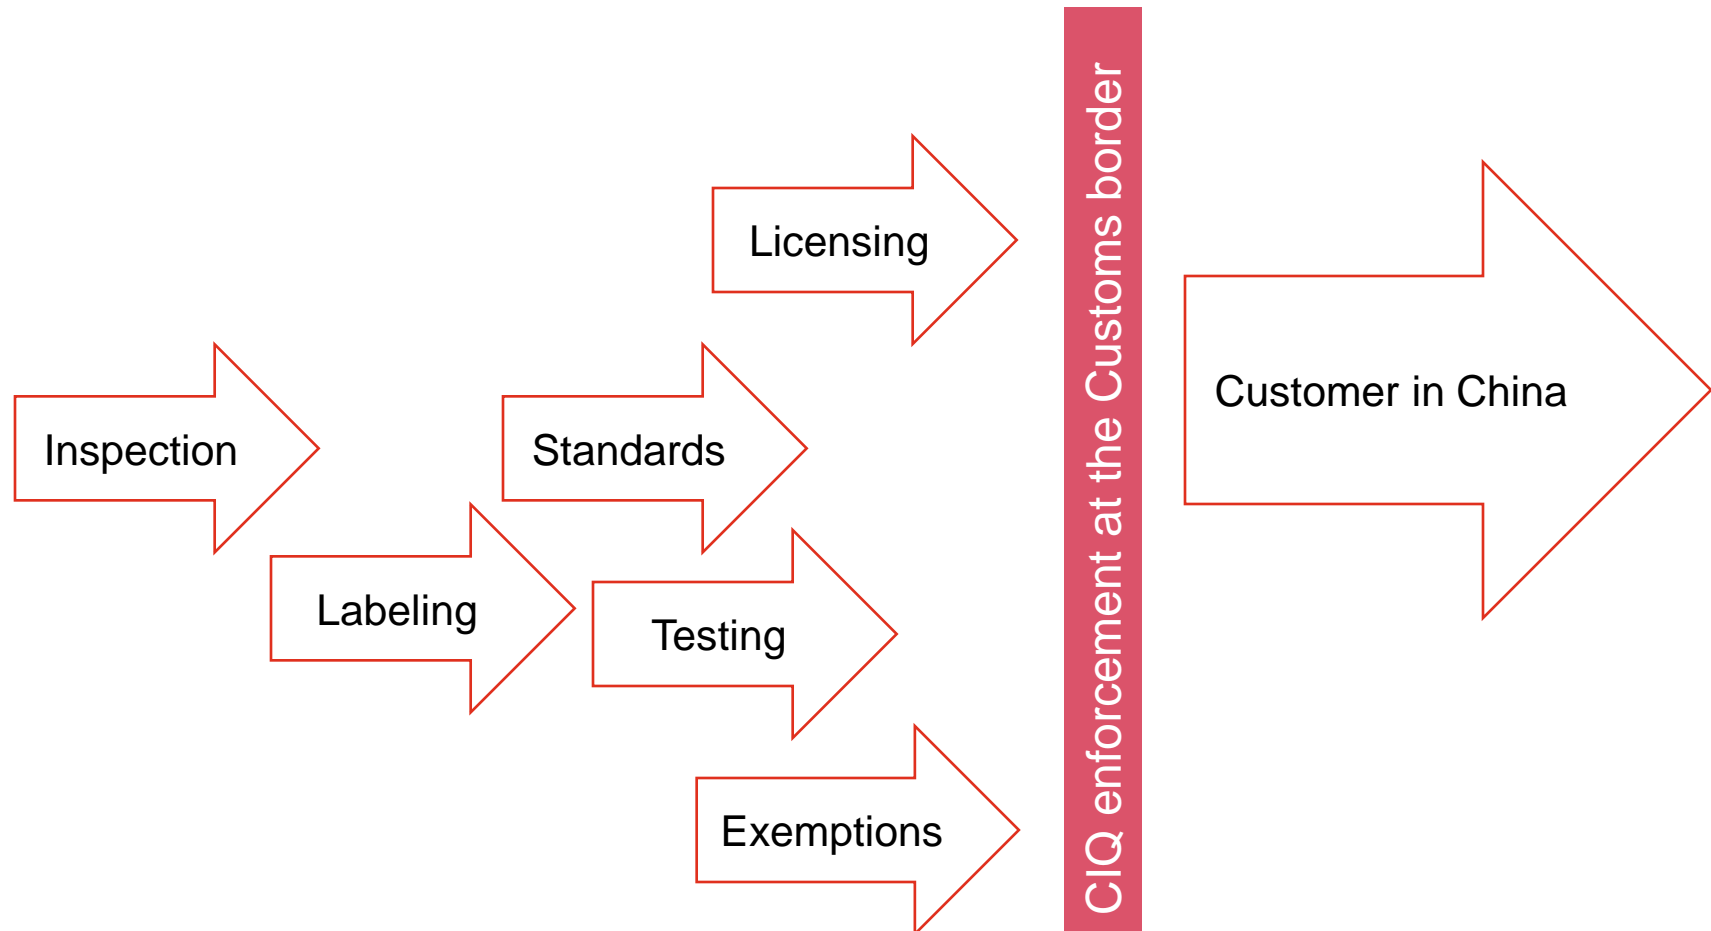 Licensing
Inspection
Standards
Labeling
Testing
Exemptions
CIQ enforcement at the Customs border
Customer in China